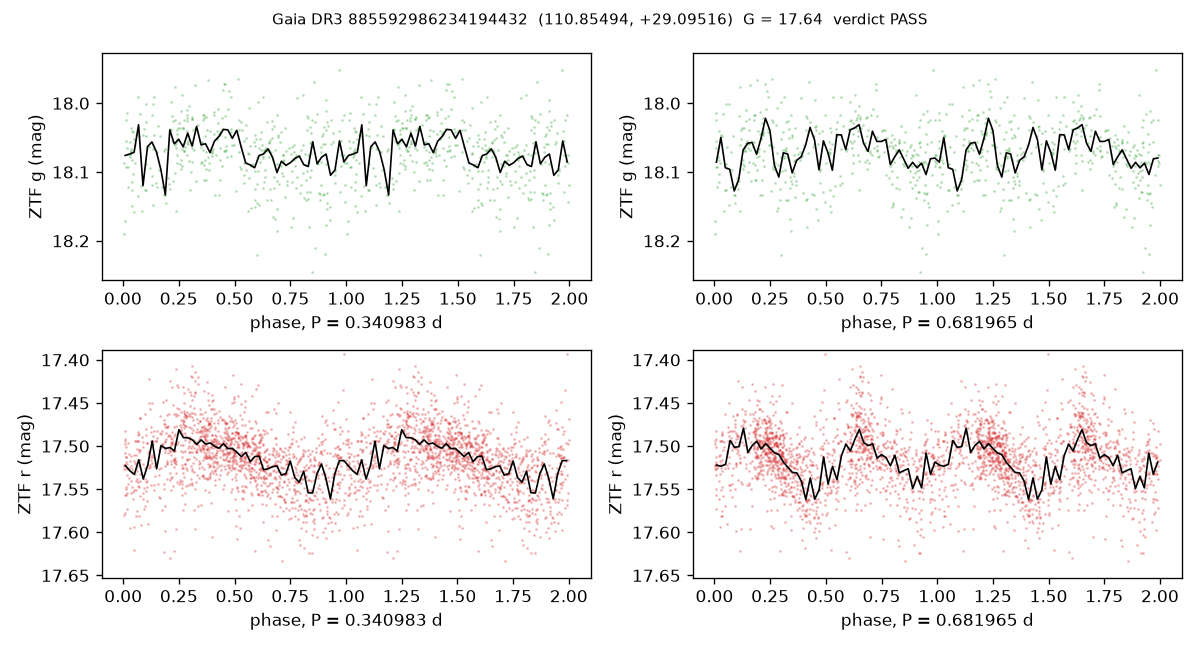 Gaia DR3 885592986234194432 (110.85494, +29.09516) G = 17.64 verdict PASS
ZTF g (mag)
18.0
18.1
18.2
0.00 0.25 0.50 0.75 1.00 1.25 1.50 1.75 2.00
phase, P = 0.340983 d
ZTF g (mag)
18.0
18.1
18.2
0.00 0.25 0.50 0.75 1.00 1.25 1.50 1.75 2.00
phase, P = 0.681965 d
ZTF r (mag)
17.40
17.45
17.50
17.55
17.60
17.65
0.00 0.25 0.50 0.75 1.00 1.25 1.50 1.75 2.00
phase, P = 0.340983 d
ZTF r (mag)
17.40
17.45
17.50
17.55
17.60
17.65
0.00 0.25 0.50 0.75 1.00 1.25 1.50 1.75 2.00
phase, P = 0.681965 d